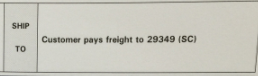 SHIP
TO
Customer pays freight to 29349 (SC)